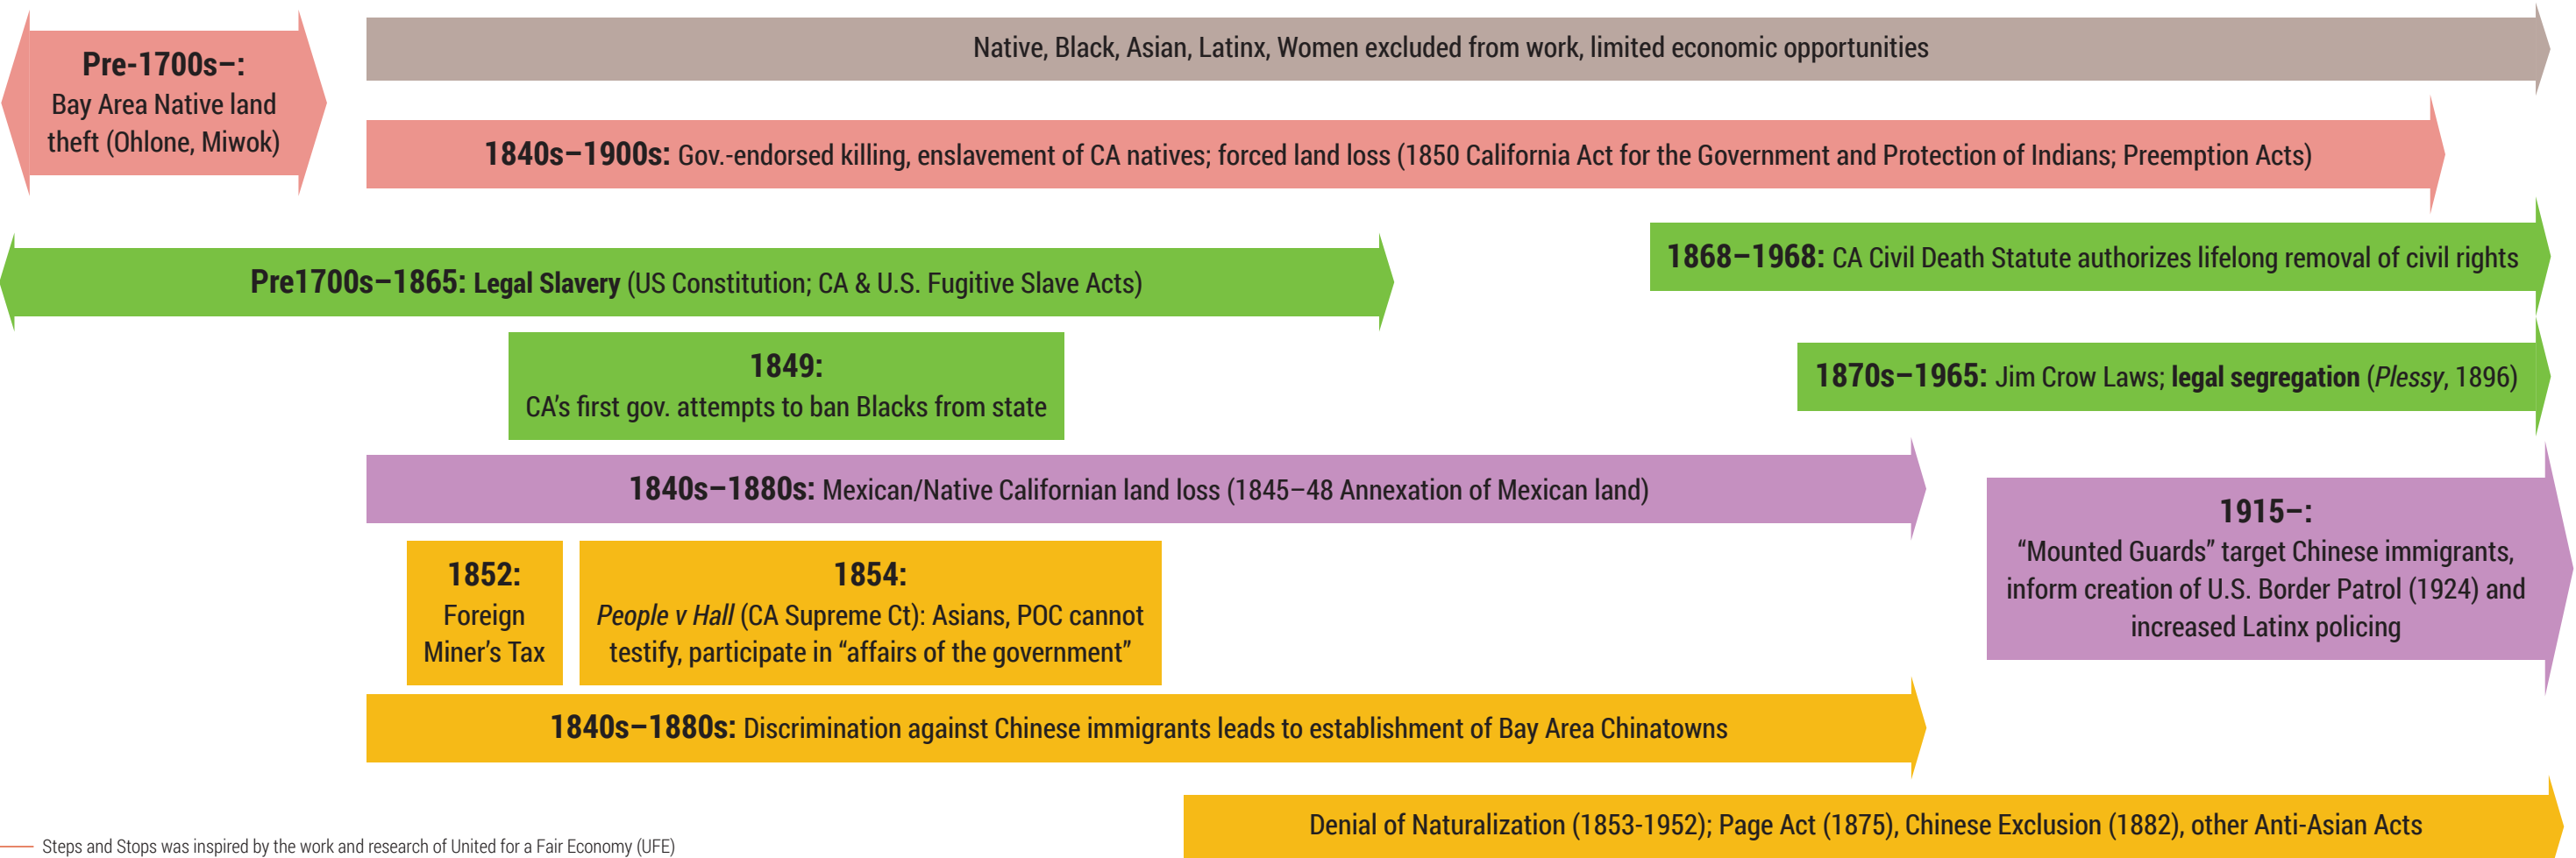 Pre-1700s–:
Bay Area Native land
theft (Ohlone, Miwok)
Native, Black, Asian, Latinx, Women excluded from work, limited economic opportunities
1840s–1900s: Gov.-endorsed killing, enslavement of CA natives; forced land loss (1850 California Act for the Government and Protection of Indians; Preemption Acts)
Pre1700s–1865: Legal Slavery (US Constitution; CA & U.S. Fugitive Slave Acts)
1868–1968: CA Civil Death Statute authorizes lifelong removal of civil rights
1849:
CA’s first gov. attempts to ban Blacks from state
1870s–1965: Jim Crow Laws; legal segregation (Plessy, 1896)
1840s–1880s: Mexican/Native Californian land loss (1845–48 Annexation of Mexican land)
1915–:
“Mounted Guards” target Chinese immigrants,
inform creation of U.S. Border Patrol (1924) and
increased Latinx policing
1852:
Foreign
Miner’s Tax
1854:
People v Hall (CA Supreme Ct): Asians, POC cannot
testify, participate in “affairs of the government”
1840s–1880s: Discrimination against Chinese immigrants leads to establishment of Bay Area Chinatowns
Denial of Naturalization (1853-1952); Page Act (1875), Chinese Exclusion (1882), other Anti-Asian Acts
Steps and Stops was inspired by the work and research of United for a Fair Economy (UFE)